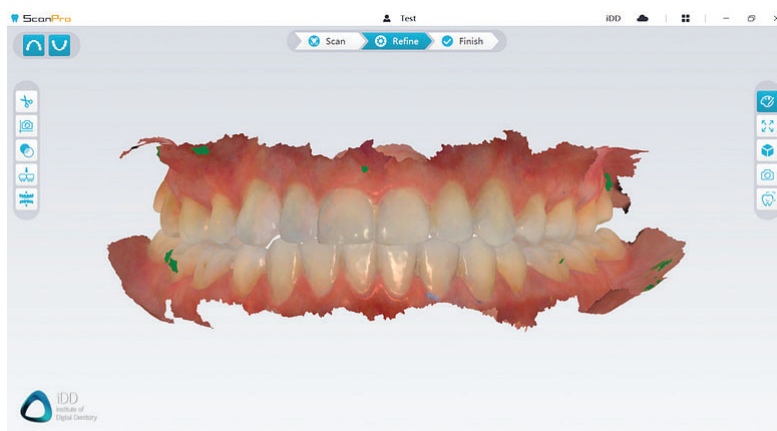 ScanPro
Test
iDD
Scan
Refine
Finish
iDD
Institute of
Digital Dentistry